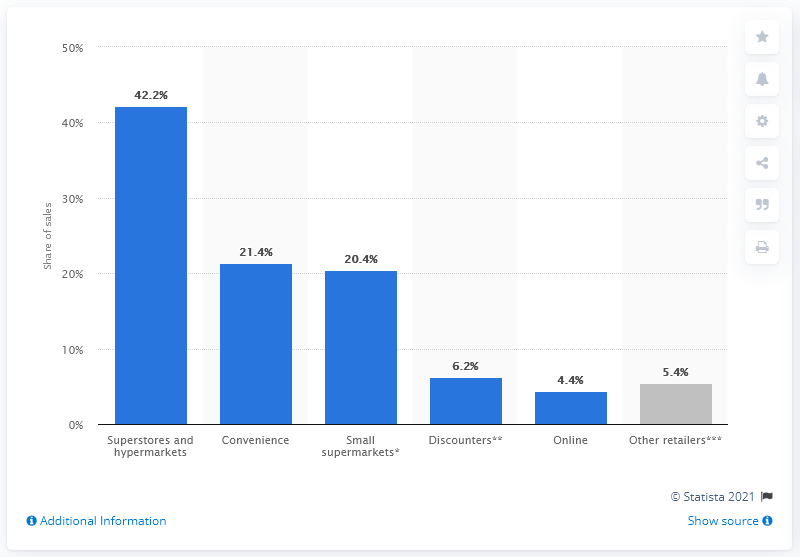 50%
40%
30%
20%
10%
0%
Share of sales
42.2%
21.4%
20.4%
6.2%
4.4%
5.4%
Superstores and
hypermarkets
Convenience
Small
supermarkets*
Discounters**
Online
Other retailers***
© Statista 2021
Additional Information
Show source